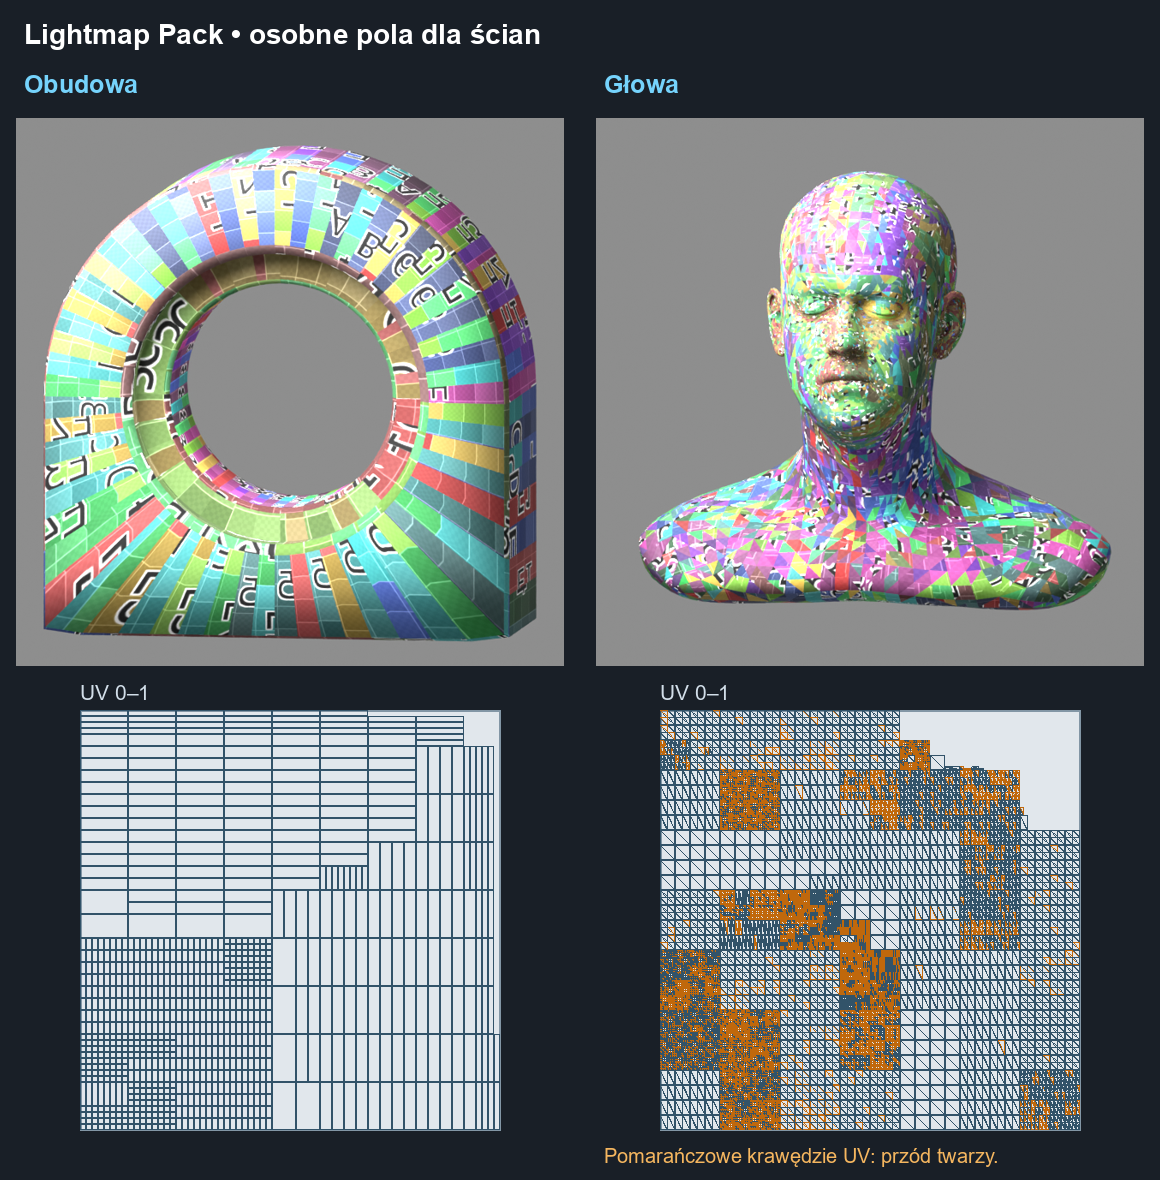 Lightmap Pack • osobne pola dla ścian
Obudowa
Głowa
UV 0–1
UV 0–1
Pomarańczowe krawędzie UV: przód twarzy.